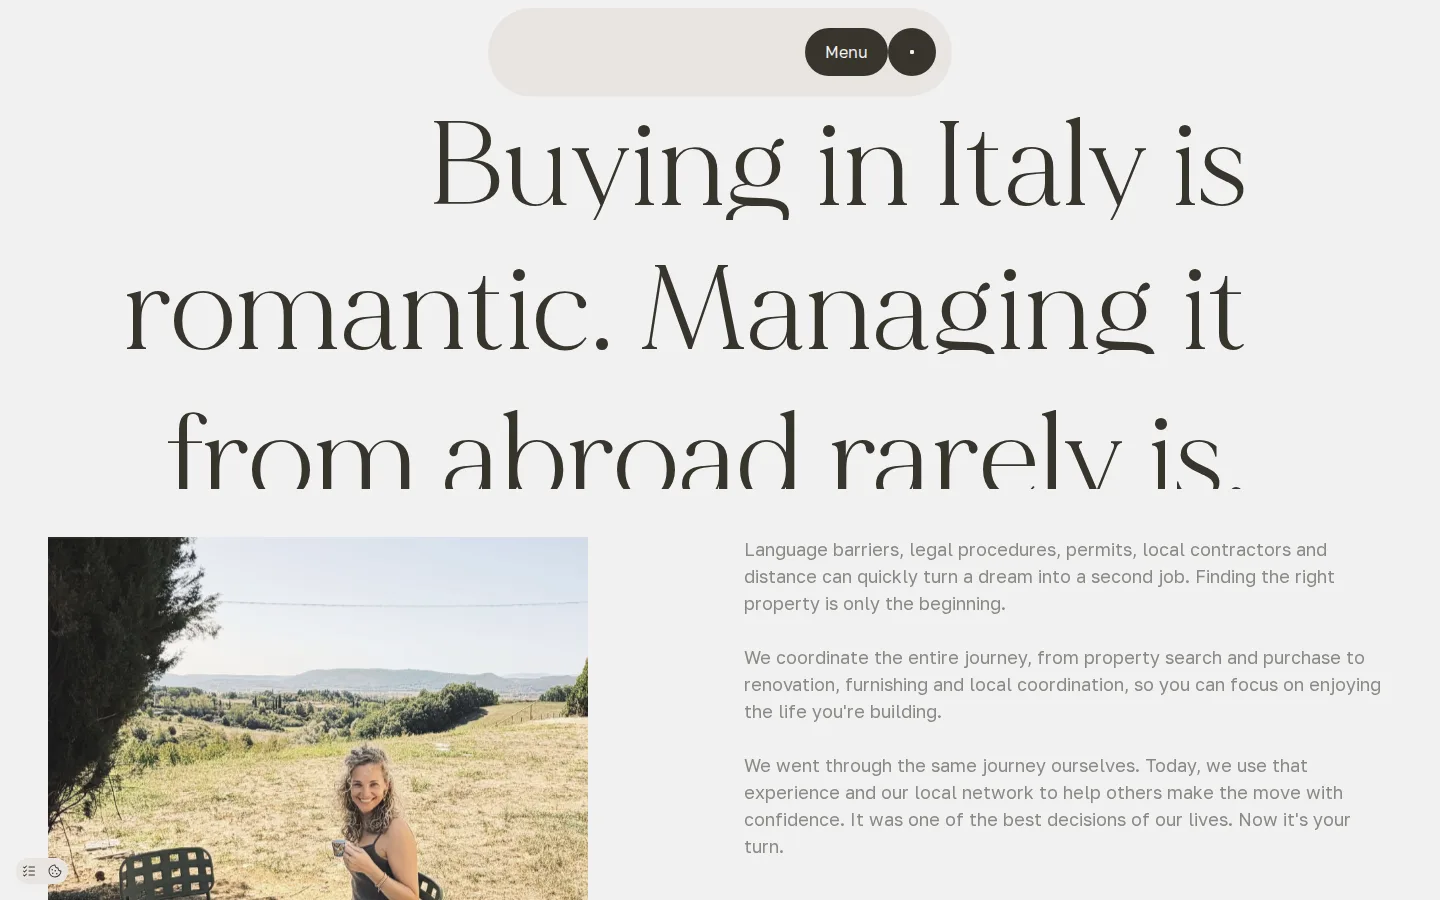 Menu
Buying in Italy is
romantic. Managing it
from abroad rarely is.
Language barriers, legal procedures, permits, local contractors and
distance can quickly turn a dream into a second job. Finding the right
property is only the beginning.
We coordinate the entire journey, from property search and purchase to
renovation, furnishing and local coordination, so you can focus on enjoying
the life you're building.
We went through the same journey ourselves. Today, we use that
experience and our local network to help others make the move with
confidence. It was one of the best decisions of our lives. Now it's your
turn.